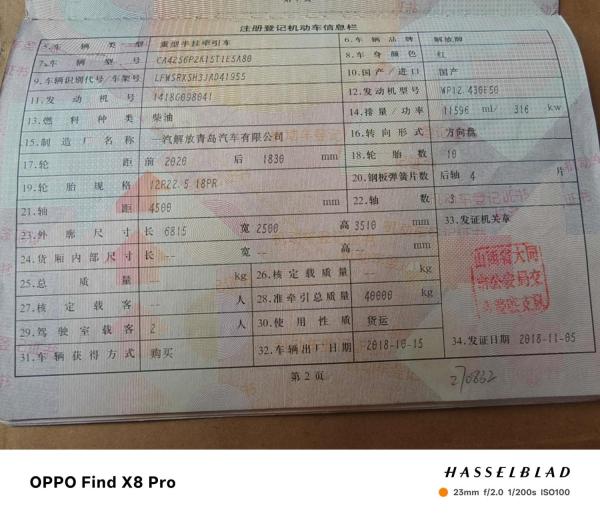 注册登记机动车信息栏
5.车辆类型 重型半挂牵引车 6.车辆品牌 解放牌
7.车辆型号 CA4256P2K15T1E5A80 8.车身颜色 红
9.车辆识别代号/车架号 LFWSRXSH3JAD41955 10.国产/进口 国产
11.发动机号 1418G098041 12.发动机型号 WP12.430E50
13.燃料种类 柴油 14.排量/功率 11596 ml/ 316 kw
15.制造厂名称 一汽解放青岛汽车有限公司 16.转向形式 方向盘
17.轮距 前 2020 后 1830 mm 18.轮胎数 10
19.轮胎规格 12R22.5 18PR 20.钢板弹簧片数 后轴 4 片
21.轴距 4500 mm 22.轴数 3
23.外廓尺寸 长 6815 宽 2500 高 3510 mm 33.发证机关章
24.货厢内部尺寸 长 -- 宽 -- 高 -- mm
25.总质量 -- kg 26.核定载质量 -- kg
27.核定载客 -- 人 28.准牵引总质量 40000 kg
29.驾驶室载客 2 人 30.使用性质 货运
31.车辆获得方式 购买 32.车辆出厂日期 2018-10-15 34.发证日期 2018-11-05
第2页
OPPO Find X8 Pro
HASSELBLAD
23mm f/2.0 1/200s ISO100